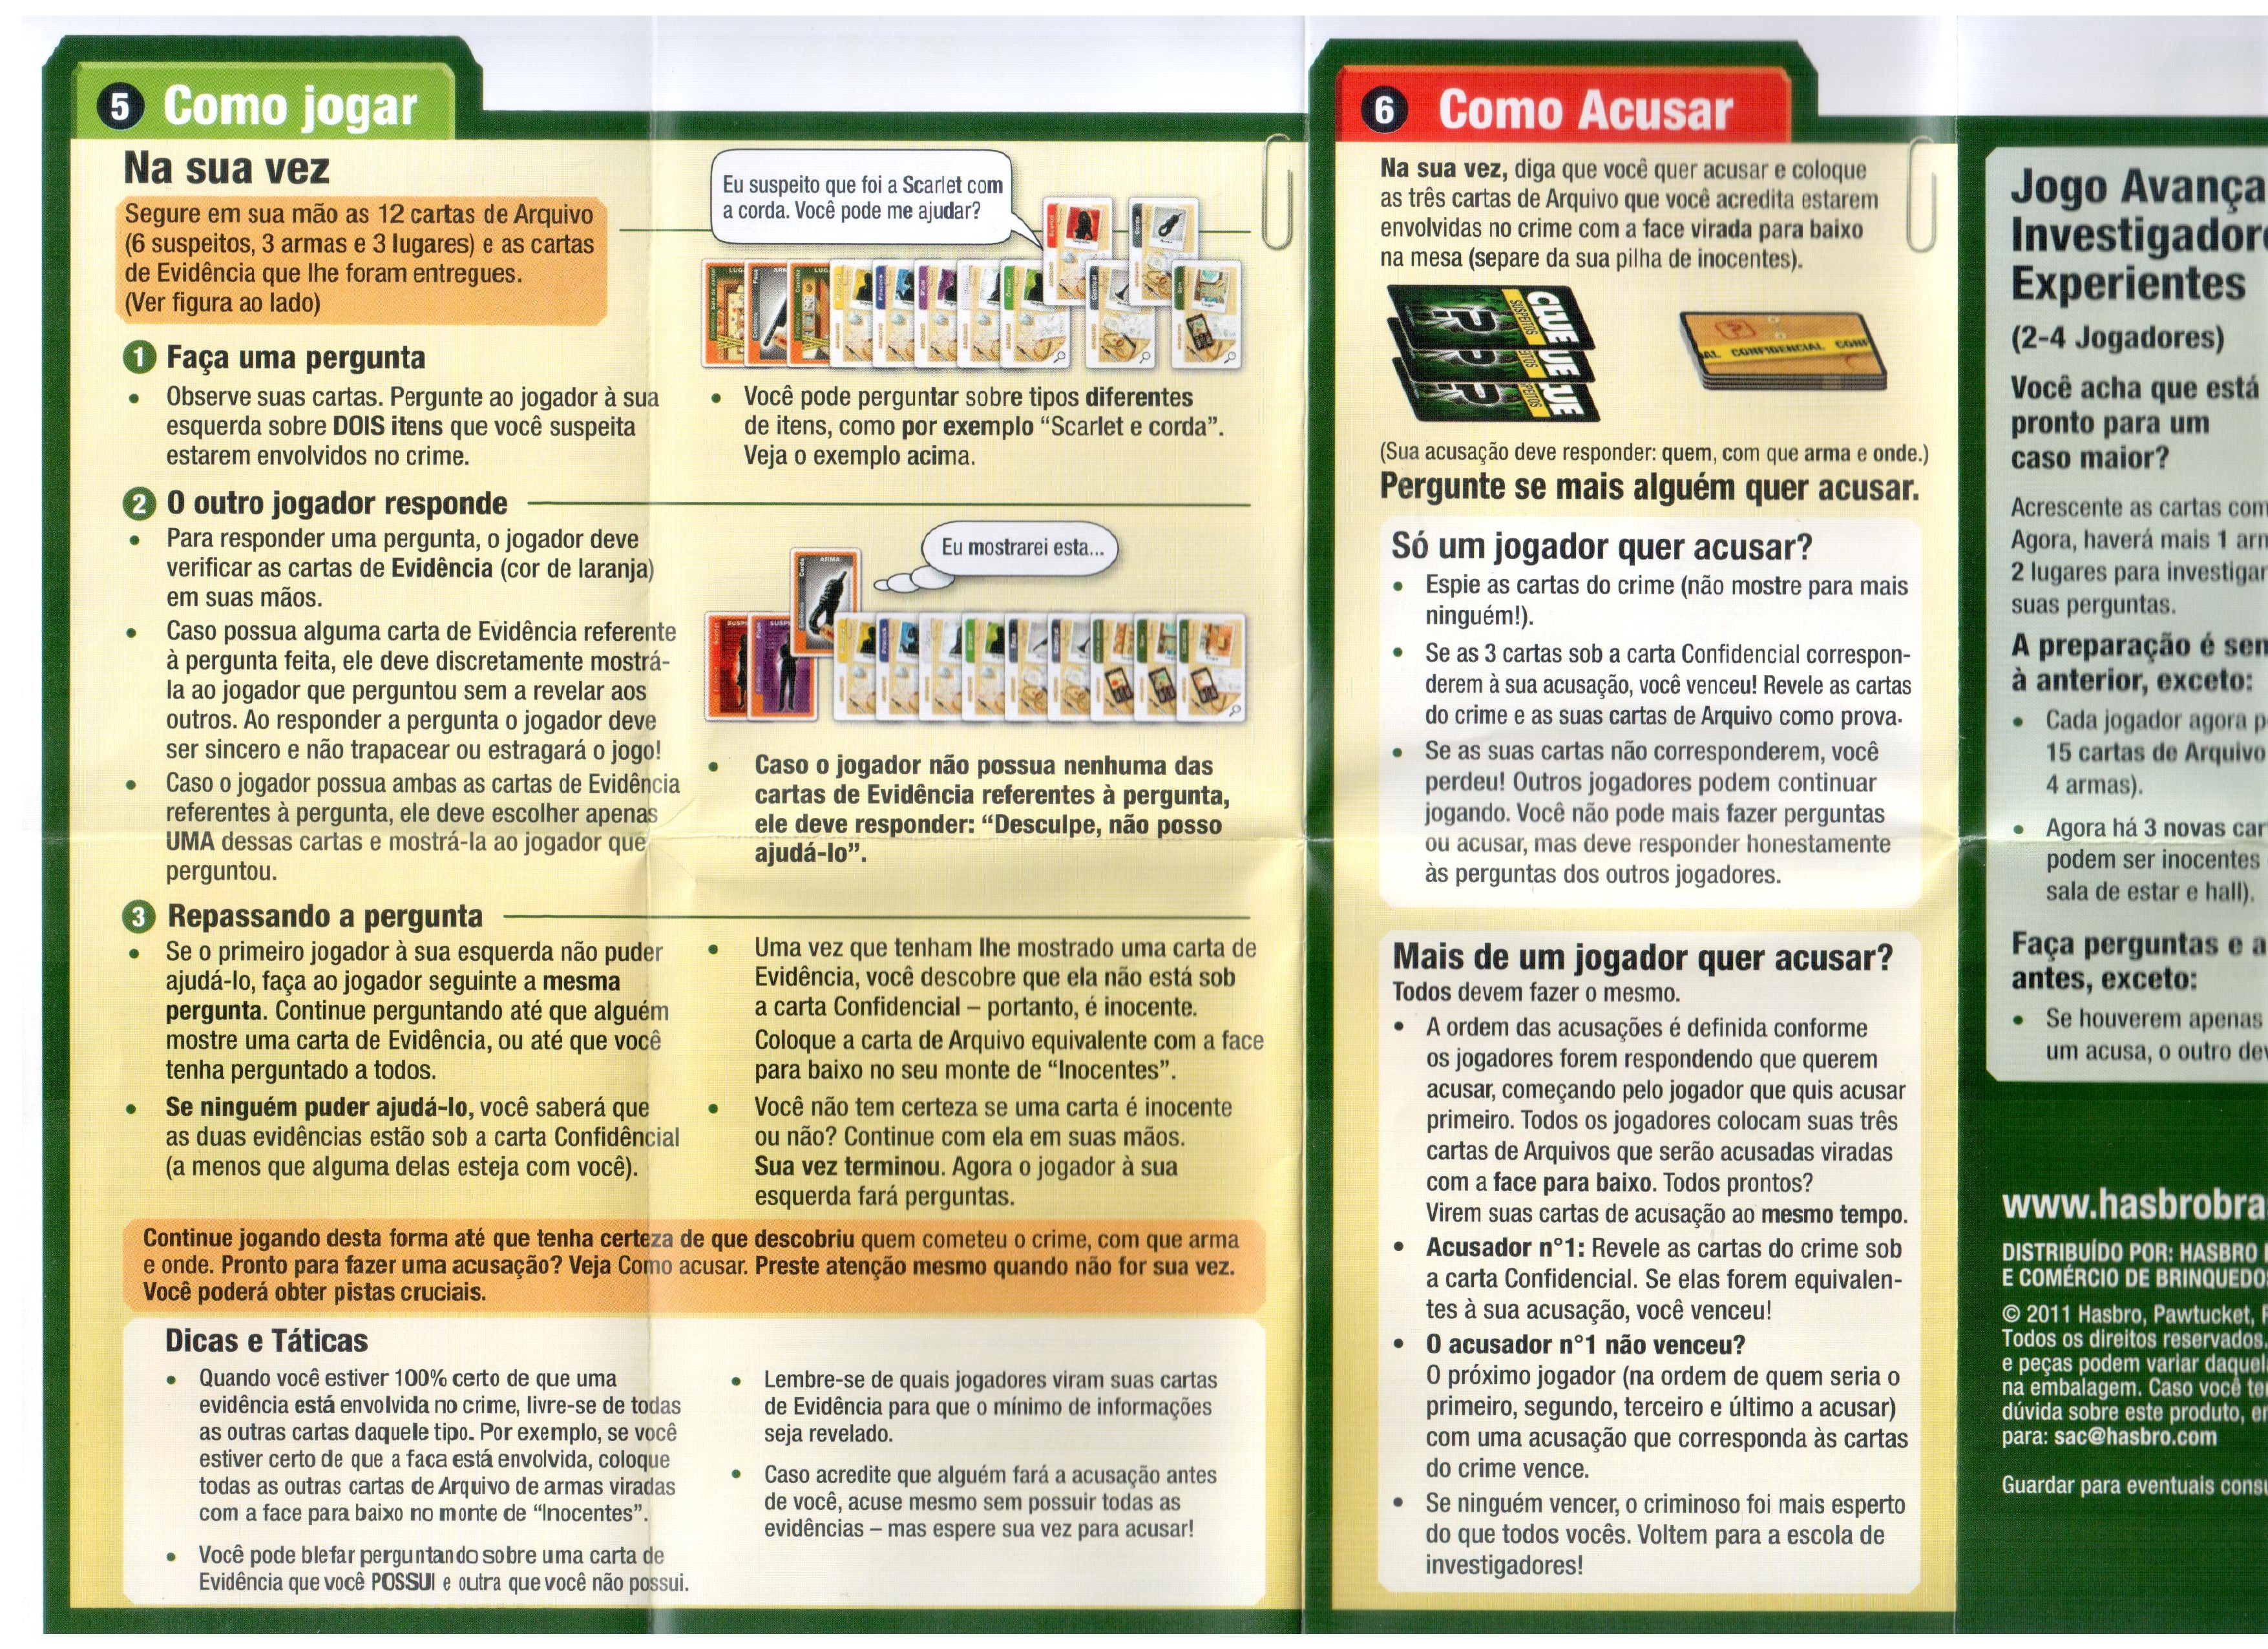 5 Como jogar
Na sua vez
Segure em sua mão as 12 cartas de Arquivo
(6 suspeitos, 3 armas e 3 lugares) e as cartas
de Evidência que lhe foram entregues.
(Ver figura ao lado)
Eu suspeito que foi a Scarlet com
a corda. Você pode me ajudar?
1 Faça uma pergunta
• Observe suas cartas. Pergunte ao jogador à sua
esquerda sobre DOIS itens que você suspeita
estarem envolvidos no crime.
• Você pode perguntar sobre tipos diferentes
de itens, como por exemplo “Scarlet e corda”.
Veja o exemplo acima.
2 O outro jogador responde
• Para responder uma pergunta, o jogador deve
verificar as cartas de Evidência (cor de laranja)
em suas mãos.
• Caso possua alguma carta de Evidência referente
à pergunta feita, ele deve discretamente mostrá-
la ao jogador que perguntou sem a revelar aos
outros. Ao responder a pergunta o jogador deve
ser sincero e não trapacear ou estragará o jogo!
• Caso o jogador possua ambas as cartas de Evidência
referentes à pergunta, ele deve escolher apenas
UMA dessas cartas e mostrá-la ao jogador que
perguntou.
Eu mostrarei esta...
Corda
ARMA
• Caso o jogador não possua nenhuma das
cartas de Evidência referentes à pergunta,
ele deve responder: “Desculpe, não posso
ajudá-lo”.
3 Repassando a pergunta
• Se o primeiro jogador à sua esquerda não puder
ajudá-lo, faça ao jogador seguinte a mesma
pergunta. Continue perguntando até que alguém
mostre uma carta de Evidência, ou até que você
tenha perguntado a todos.
• Se ninguém puder ajudá-lo, você saberá que
as duas evidências estão sob a carta Confidêncial
(a menos que alguma delas esteja com você).
• Uma vez que tenham lhe mostrado uma carta de
Evidência, você descobre que ela não está sob
a carta Confidencial – portanto, é inocente.
Coloque a carta de Arquivo equivalente com a face
para baixo no seu monte de “Inocentes”.
• Você não tem certeza se uma carta é inocente
ou não? Continue com ela em suas mãos.
Sua vez terminou. Agora o jogador à sua
esquerda fará perguntas.
Continue jogando desta forma até que tenha certeza de que descobriu quem cometeu o crime, com que arma
e onde. Pronto para fazer uma acusação? Veja Como acusar. Preste atenção mesmo quando não for sua vez.
Você poderá obter pistas cruciais.
Dicas e Táticas
• Quando você estiver 100% certo de que uma
evidência está envolvida no crime, livre-se de todas
as outras cartas daquele tipo. Por exemplo, se você
estiver certo de que a faca está envolvida, coloque
todas as outras cartas de Arquivo de armas viradas
com a face para baixo no monte de “Inocentes”.
• Você pode blefar perguntando sobre uma carta de
Evidência que você POSSUI e outra que você não possui.
• Lembre-se de quais jogadores viram suas cartas
de Evidência para que o mínimo de informações
seja revelado.
• Caso acredite que alguém fará a acusação antes
de você, acuse mesmo sem possuir todas as
evidências – mas espere sua vez para acusar!
6 Como Acusar
Na sua vez, diga que você quer acusar e coloque
as três cartas de Arquivo que você acredita estarem
envolvidas no crime com a face virada para baixo
na mesa (separe da sua pilha de inocentes).
CLUE
SUSPEITOS
CONFIDENCIAL
(Sua acusação deve responder: quem, com que arma e onde.)
Pergunte se mais alguém quer acusar.
Só um jogador quer acusar?
• Espie as cartas do crime (não mostre para mais
ninguém!).
• Se as 3 cartas sob a carta Confidencial correspon-
derem à sua acusação, você venceu! Revele as cartas
do crime e as suas cartas de Arquivo como prova.
• Se as suas cartas não corresponderem, você
perdeu! Outros jogadores podem continuar
jogando. Você não pode mais fazer perguntas
ou acusar, mas deve responder honestamente
às perguntas dos outros jogadores.
Mais de um jogador quer acusar?
Todos devem fazer o mesmo.
• A ordem das acusações é definida conforme
os jogadores forem respondendo que querem
acusar, começando pelo jogador que quis acusar
primeiro. Todos os jogadores colocam suas três
cartas de Arquivos que serão acusadas viradas
com a face para baixo. Todos prontos?
Virem suas cartas de acusação ao mesmo tempo.
• Acusador n°1: Revele as cartas do crime sob
a carta Confidencial. Se elas forem equivalen-
tes à sua acusação, você venceu!
• O acusador n°1 não venceu?
O próximo jogador (na ordem de quem seria o
primeiro, segundo, terceiro e último a acusar)
com uma acusação que corresponda às cartas
do crime vence.
• Se ninguém vencer, o criminoso foi mais esperto
do que todos vocês. Voltem para a escola de
investigadores!
Jogo Avança
Investigador
Experientes
(2-4 Jogadores)
Você acha que está
pronto para um
caso maior?
Acrescente as cartas com
Agora, haverá mais 1 arm
2 lugares para investigar
suas perguntas.
A preparação é sem
à anterior, exceto:
• Cada jogador agora p
15 cartas de Arquivo
4 armas).
• Agora há 3 novas car
podem ser inocentes
sala de estar e hall).
Faça perguntas e a
antes, exceto:
• Se houverem apenas
um acusa, o outro dev
www.hasbrobra
DISTRIBUÍDO POR: HASBRO
E COMÉRCIO DE BRINQUEDO
© 2011 Hasbro, Pawtucket,
Todos os direitos reservados.
e peças podem variar daquel
na embalagem. Caso você te
dúvida sobre este produto, e
para: sac@hasbro.com
Guardar para eventuais consu